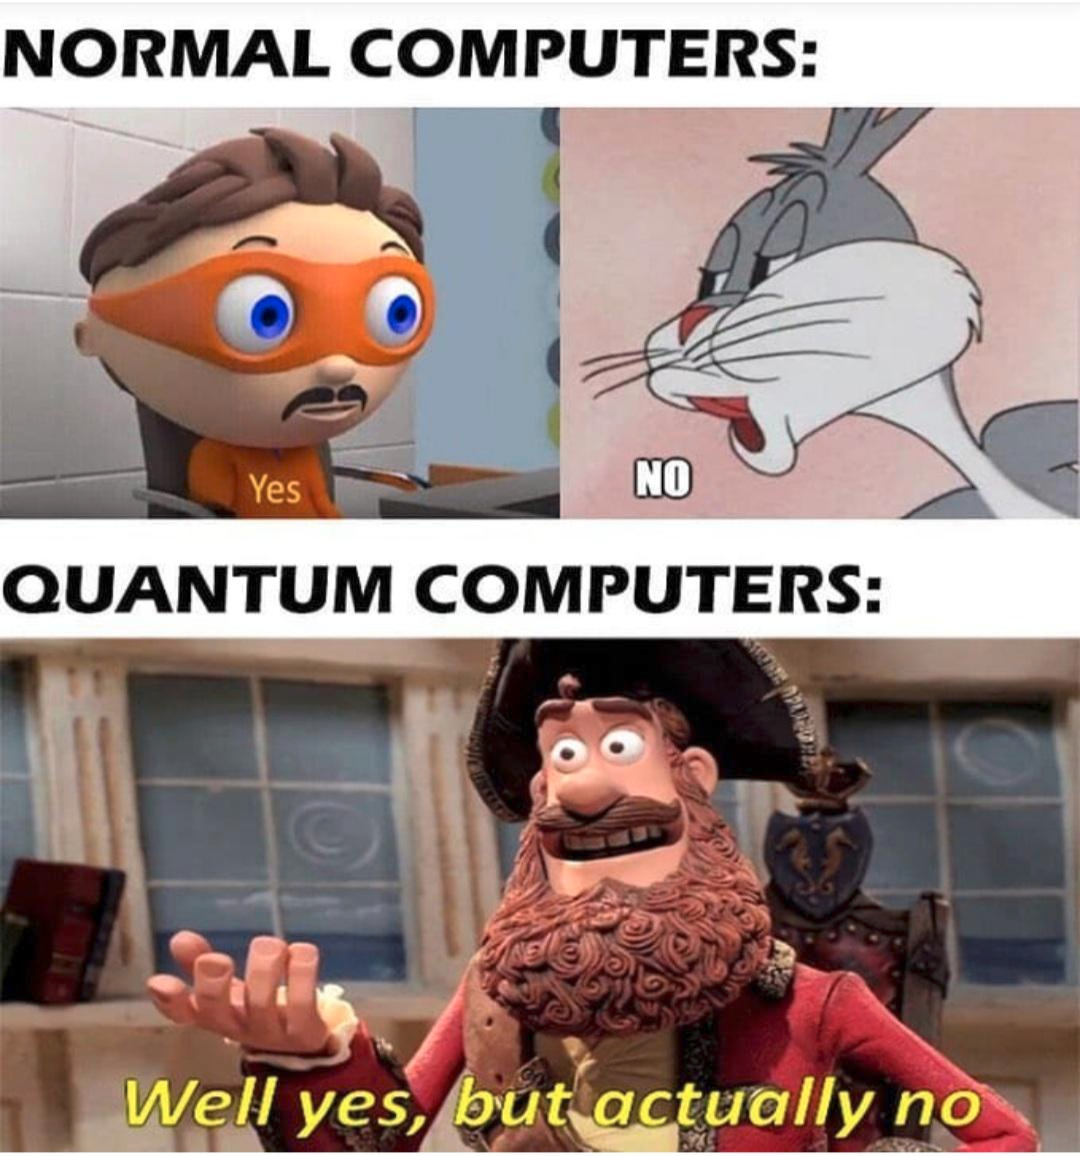 NORMAL COMPUTERS:
Yes
NO
QUANTUM COMPUTERS:
Well yes, but actually no